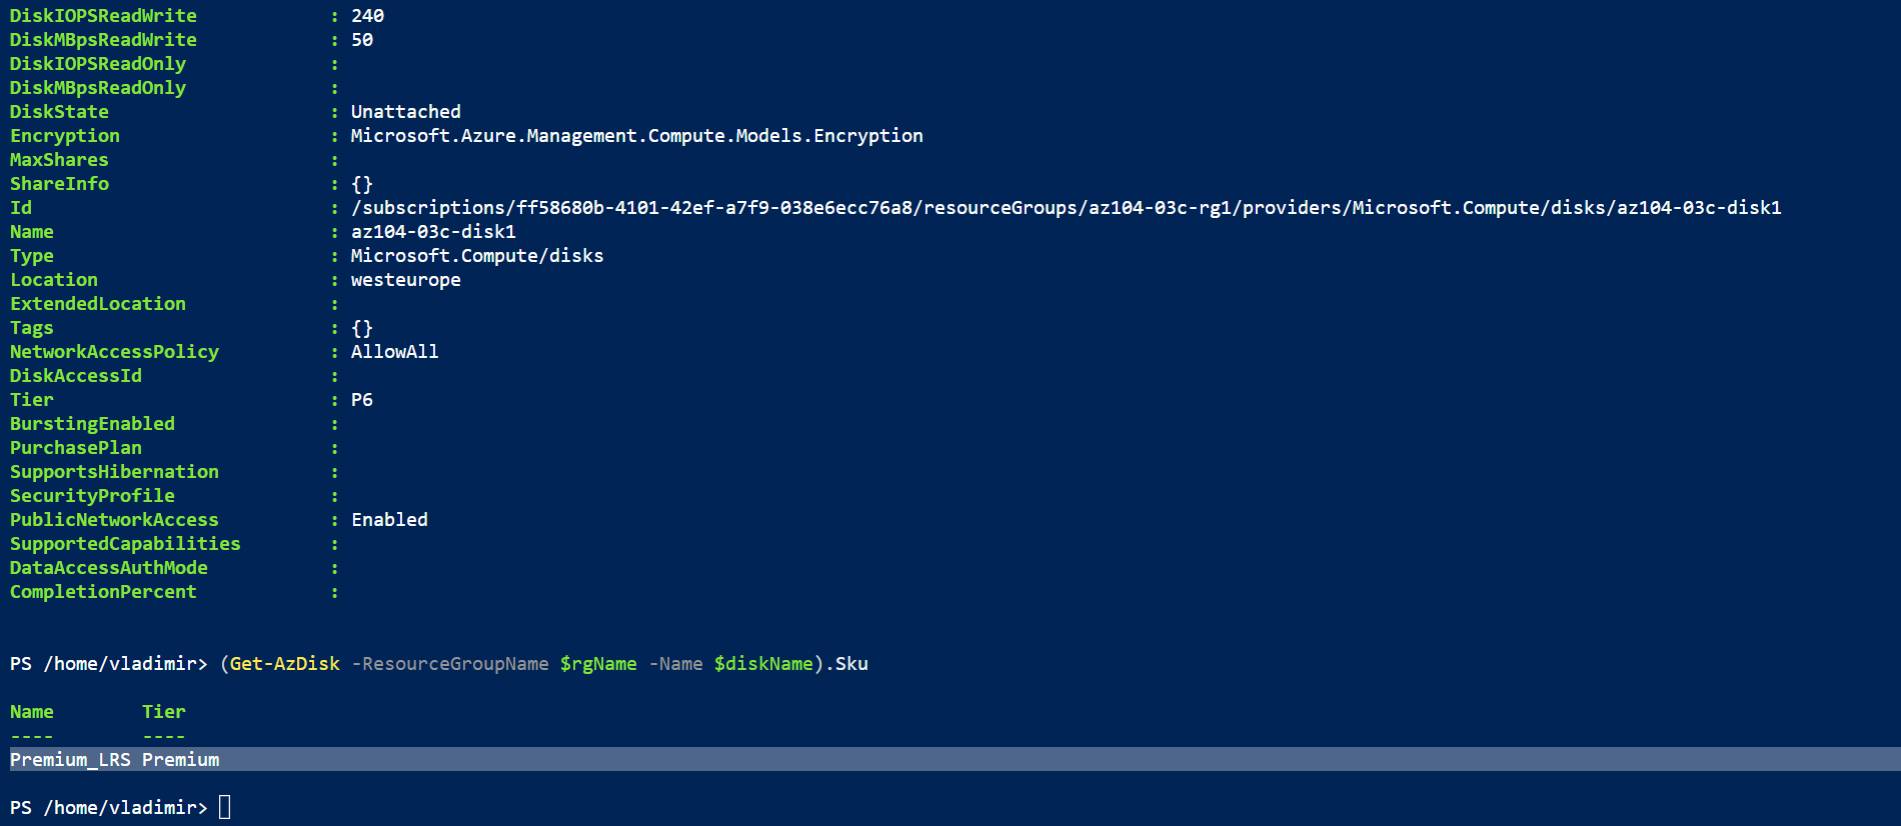 DiskIOPSReadWrite : 240
DiskMBpsReadWrite : 50
DiskIOPSReadOnly :
DiskMBpsReadOnly :
DiskState : Unattached
Encryption : Microsoft.Azure.Management.Compute.Models.Encryption
MaxShares :
ShareInfo : {}
Id : /subscriptions/ff58680b-4101-42ef-a7f9-038e6ecc76a8/resourceGroups/az104-03c-rg1/providers/Microsoft.Compute/disks/az104-03c-disk1
Name : az104-03c-disk1
Type : Microsoft.Compute/disks
Location : westeurope
ExtendedLocation :
Tags : {}
NetworkAccessPolicy : AllowAll
DiskAccessId :
Tier : P6
BurstingEnabled :
PurchasePlan :
SupportsHibernation :
SecurityProfile :
PublicNetworkAccess : Enabled
SupportedCapabilities :
DataAccessAuthMode :
CompletionPercent :
PS /home/vladimir> (Get-AzDisk -ResourceGroupName $rgName -Name $diskName).Sku
Name Tier
---- ----
Premium_LRS Premium
PS /home/vladimir>